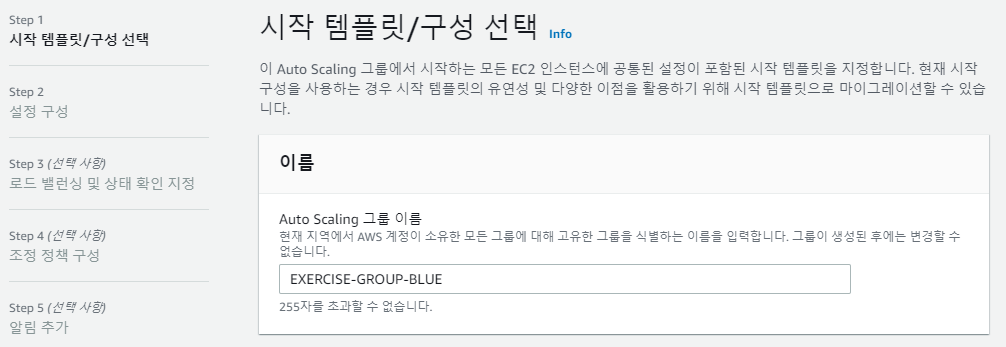 Step 1
시작 템플릿/구성 선택
Step 2
설정 구성
Step 3 (선택 사항)
로드 밸런싱 및 상태 확인 지정
Step 4 (선택 사항)
조정 정책 구성
Step 5 (선택 사항)
알림 추가
시작 템플릿/구성 선택 Info
이 Auto Scaling 그룹에서 시작하는 모든 EC2 인스턴스에 공통된 설정이 포함된 시작 템플릿을 지정합니다. 현재 시작
구성을 사용하는 경우 시작 템플릿의 유연성 및 다양한 이점을 활용하기 위해 시작 템플릿으로 마이그레이션할 수 있습
니다.
이름
Auto Scaling 그룹 이름
현재 지역에서 AWS 계정이 소유한 모든 그룹에 대해 고유한 그룹을 식별하는 이름을 입력합니다. 그룹이 생성된 후에는 변경할 수
없습니다.
EXERCISE-GROUP-BLUE
255자를 초과할 수 없습니다.